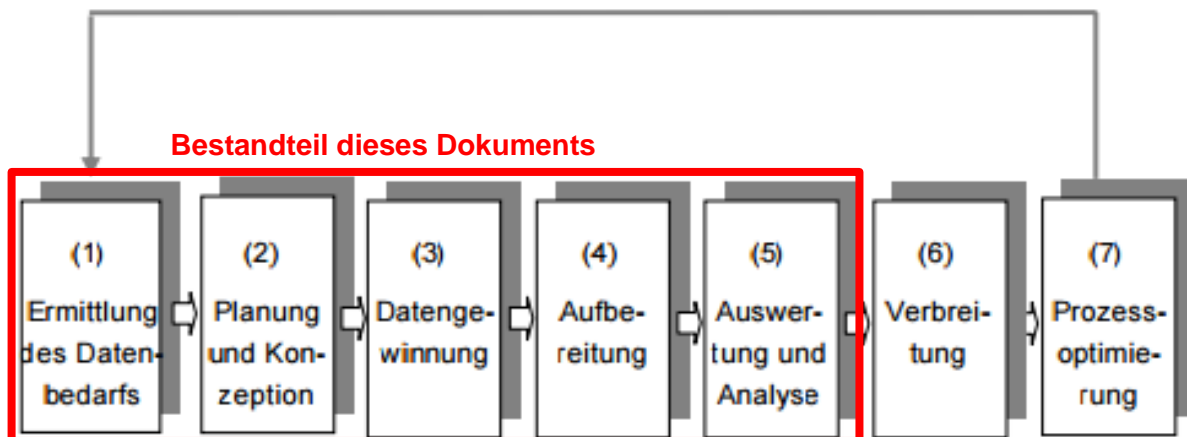 Bestandteil dieses Dokuments
(1)
Ermittlung
des Daten-
bedarfs
(2)
Planung
und Kon-
zeption
(3)
Datenge-
winnung
(4)
Aufbe-
reitung
(5)
Auswer-
tung und
Analyse
(6)
Verbrei-
tung
(7)
Prozess-
optimie-
rung